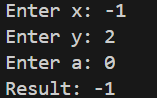 Enter x: -1
Enter y: 2
Enter a: 0
Result: -1